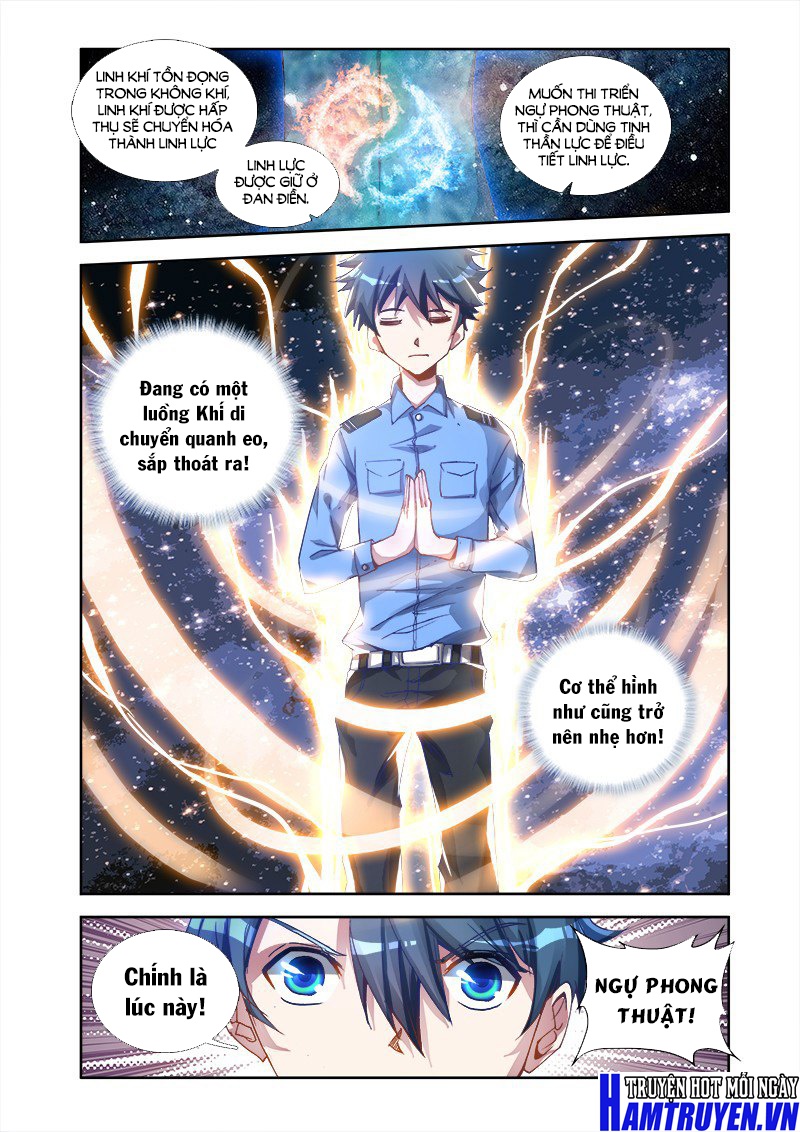 LINH KHÍ TỒN ĐỌNG
TRONG KHÔNG KHÍ,
LINH KHÍ ĐƯỢC HẤP
THỤ SẼ CHUYỂN HÓA
THÀNH LINH LỰC
LINH LỰC
ĐƯỢC GIỮ Ở
ĐAN ĐIỀN.
MUỐN THI TRIỂN
NGỰ PHONG THUẬT,
THÌ CẦN DÙNG TINH
THẦN LỰC ĐỂ ĐIỀU
TIẾT LINH LỰC.
Đang có một
luồng Khí di
chuyển quanh eo,
sắp thoát ra!
Cơ thể hình
như cũng trở
nên nhẹ hơn!
Chính là
lúc này!
NGỰ PHONG
THUẬT!
TRUYỆN HOT MỖI NGÀY
HAMTRUYEN.VN